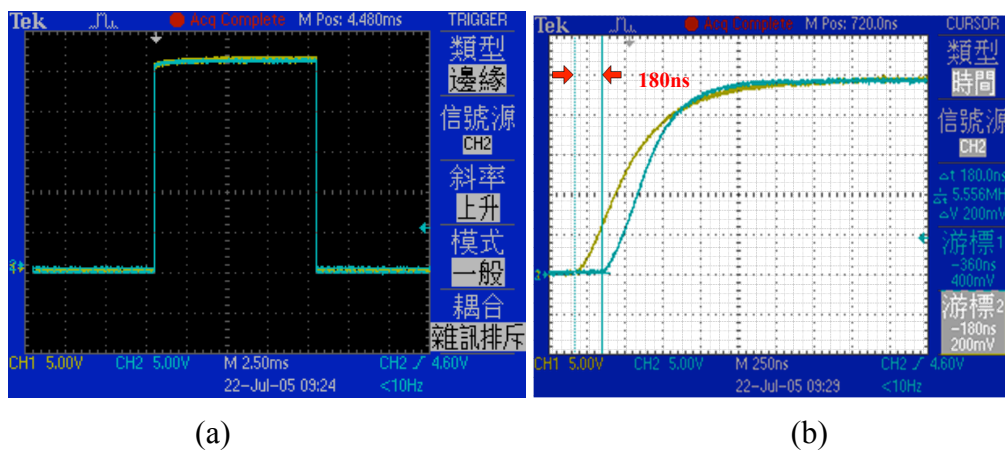 Tek Acq Complete M Pos: 4.480ms TRIGGER
類型
邊緣
信號源
CH2
斜率
上升
模式
一般
耦合
雜訊排斥
CH1 5.00V CH2 5.00V M 2.50ms CH2 4.60V
22-Jul-05 09:24 <10Hz
(a)
Tek Acq Complete M Pos: 720.0ns CURSOR
180ns
類型
時間
信號源
CH2
Δt 180.0ns
1/Δt 5.556MH
ΔV 200mV
游標1
-360ns
400mV
游標2
-180ns
200mV
CH1 5.00V CH2 5.00V M 250ns CH2 4.60V
22-Jul-05 09:29 <10Hz
(b)